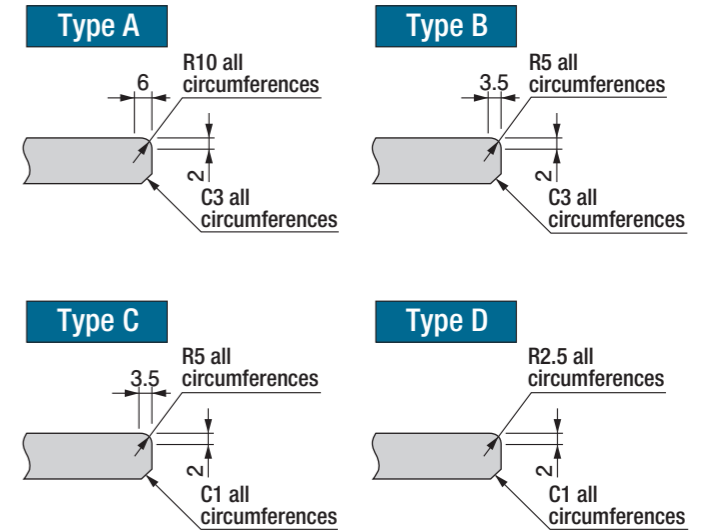 Type A
R10 all
circumferences
6
2
C3 all
circumferences
Type B
R5 all
circumferences
3.5
2
C3 all
circumferences
Type C
R5 all
circumferences
3.5
2
C1 all
circumferences
Type D
R2.5 all
circumferences
2
C1 all
circumferences